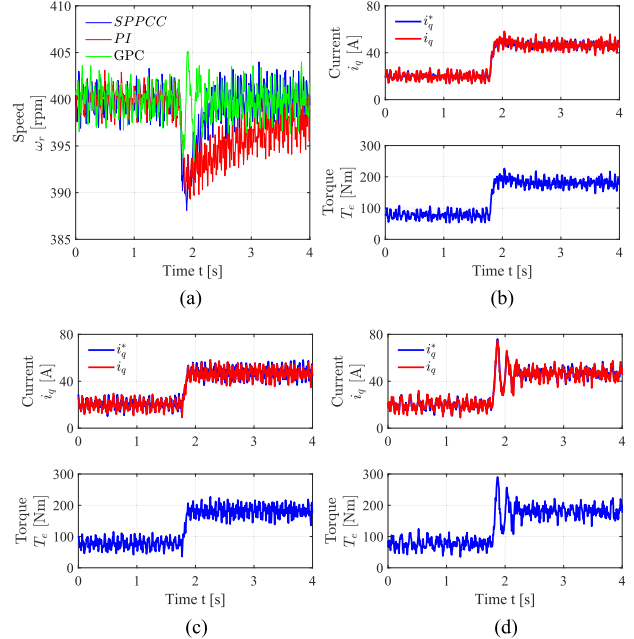 410
405
400
395
390
385
Speed
ω_r [rpm]
SPPCC
PI
GPC
0 1 2 3 4
Time t [s]
(a)
80
40
0
Current
i_q [A]
i_q^*
i_q
0 1 2 3 4
300
200
100
0
Torque
T_e [Nm]
0 1 2 3 4
Time t [s]
(b)
80
40
0
Current
i_q [A]
i_q^*
i_q
0 1 2 3 4
300
200
100
0
Torque
T_e [Nm]
0 1 2 3 4
Time t [s]
(c)
80
40
0
Current
i_q [A]
i_q^*
i_q
0 1 2 3 4
300
200
100
0
Torque
T_e [Nm]
0 1 2 3 4
Time t [s]
(d)